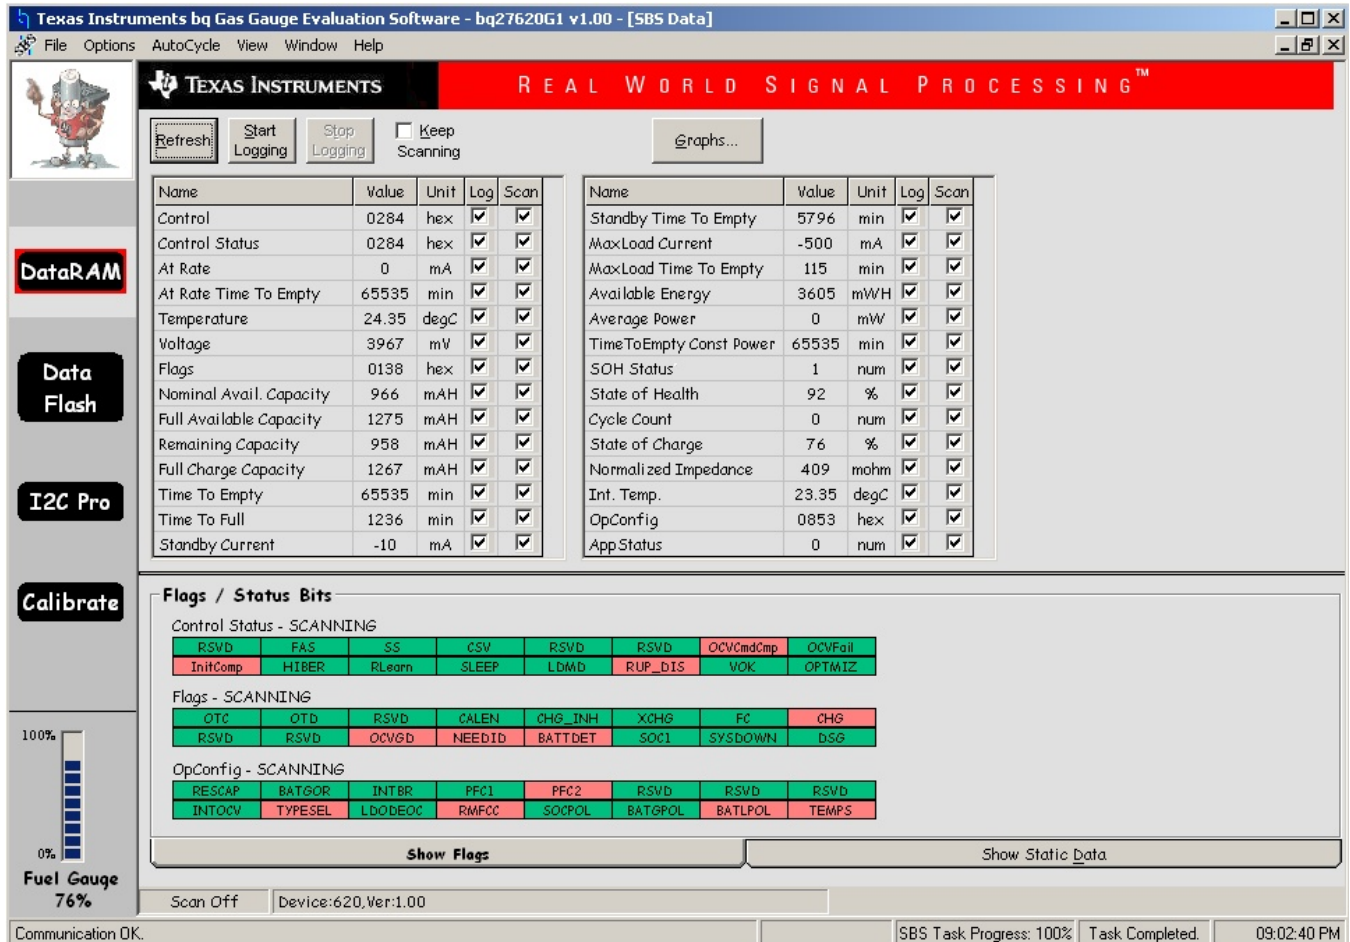 Texas Instruments bq Gas Gauge Evaluation Software - bq27620G1 v1.00 - [SBS Data]
File Options AutoCycle View Window Help
TEXAS INSTRUMENTS REAL WORLD SIGNAL PROCESSING™
Refresh Start Logging Stop Logging Keep Scanning Graphs...
Name Value Unit Log Scan
Control 0284 hex
Control Status 0284 hex
At Rate 0 mA
At Rate Time To Empty 65535 min
Temperature 24.35 degC
Voltage 3967 mV
Flags 0138 hex
Nominal Avail. Capacity 966 mAH
Full Available Capacity 1275 mAH
Remaining Capacity 958 mAH
Full Charge Capacity 1267 mAH
Time To Empty 65535 min
Time To Full 1236 min
Standby Current -10 mA
Name Value Unit Log Scan
Standby Time To Empty 5796 min
MaxLoad Current -500 mA
MaxLoad Time To Empty 115 min
Available Energy 3605 mWH
Average Power 0 mW
TimeToEmpty Const Power 65535 min
SOH Status 1 num
State of Health 92 %
Cycle Count 0 num
State of Charge 76 %
Normalized Impedance 409 mohm
Int. Temp. 23.35 degC
OpConfig 0853 hex
AppStatus 0 num
DataRAM
Data
Flash
I2C Pro
Calibrate
100%
0%
Fuel Gauge
76%
Flags / Status Bits
Control Status - SCANNING
RSVD FAS SS CSV RSVD RSVD OCVCmdCmp OCVFail
InitComp HIBER RLearn SLEEP LDMD RUP_DIS VOK OPTMIZ
Flags - SCANNING
OTC OTD RSVD CALEN CHG_INH XCHG FC CHG
RSVD RSVD OCVGD NEEDID BATTDET SOC1 SYSDOWN DSG
OpConfig - SCANNING
RESCAP BATGOR INTBR PFC1 PFC2 RSVD RSVD RSVD
INTOCV TYPESEL LDODEOC RMFCC SOCPOL BATGPOL BATLPOL TEMPS
Show Flags Show Static Data
Scan Off Device:620,Ver:1.00
Communication OK. SBS Task Progress: 100% Task Completed. 09:02:40 PM